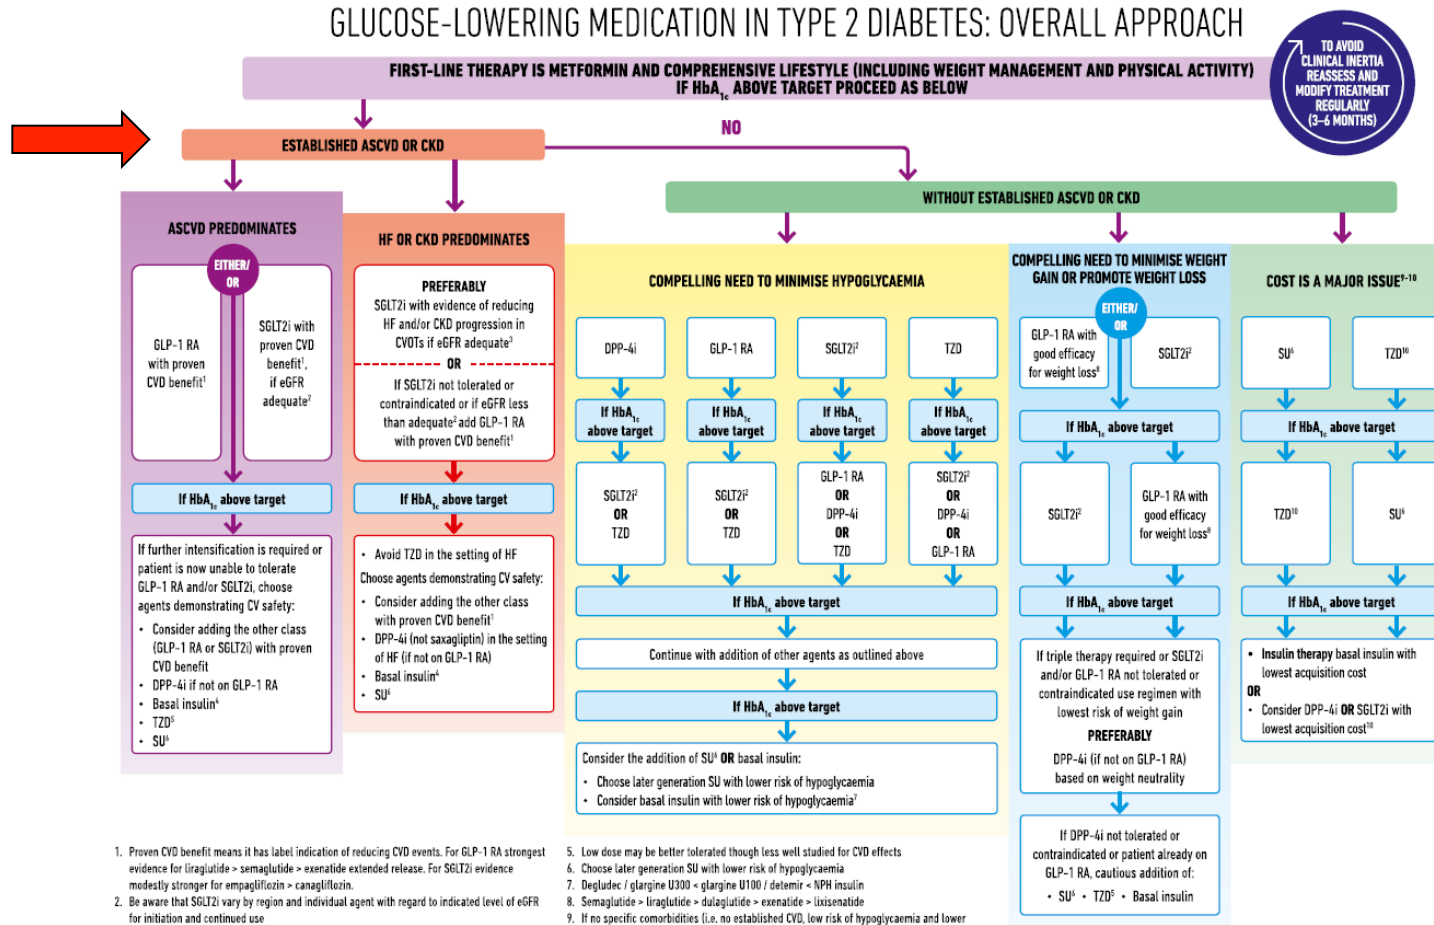 GLUCOSE-LOWERING MEDICATION IN TYPE 2 DIABETES: OVERALL APPROACH
FIRST-LINE THERAPY IS METFORMIN AND COMPREHENSIVE LIFESTYLE (INCLUDING WEIGHT MANAGEMENT AND PHYSICAL ACTIVITY)
IF HbA1c ABOVE TARGET PROCEED AS BELOW
TO AVOID
CLINICAL INERTIA
REASSESS AND
MODIFY TREATMENT
REGULARLY
(3–6 MONTHS)
NO
ESTABLISHED ASCVD OR CKD
WITHOUT ESTABLISHED ASCVD OR CKD
ASCVD PREDOMINATES
EITHER/
OR
GLP-1 RA
with proven
CVD benefit1
SGLT2i with
proven CVD
benefit1,
if eGFR
adequate2
If HbA1c above target
If further intensification is required or
patient is now unable to tolerate
GLP-1 RA and/or SGLT2i, choose
agents demonstrating CV safety:
• Consider adding the other class
(GLP-1 RA or SGLT2i) with proven
CVD benefit
• DPP-4i if not on GLP-1 RA
• Basal insulin4
• TZD5
• SU6
HF OR CKD PREDOMINATES
PREFERABLY
SGLT2i with evidence of reducing
HF and/or CKD progression in
CVOTs if eGFR adequate3
OR
If SGLT2i not tolerated or
contraindicated or if eGFR less
than adequate2 add GLP-1 RA
with proven CVD benefit1
If HbA1c above target
• Avoid TZD in the setting of HF
Choose agents demonstrating CV safety:
• Consider adding the other class
with proven CVD benefit1
• DPP-4i (not saxagliptin) in the setting
of HF (if not on GLP-1 RA)
• Basal insulin4
• SU6
COMPELLING NEED TO MINIMISE HYPOGLYCAEMIA
DPP-4i
GLP-1 RA
SGLT2i2
TZD
If HbA1c
above target
If HbA1c
above target
If HbA1c
above target
If HbA1c
above target
SGLT2i2
OR
TZD
SGLT2i2
OR
TZD
GLP-1 RA
OR
DPP-4i
OR
TZD
SGLT2i2
OR
DPP-4i
OR
GLP-1 RA
If HbA1c above target
Continue with addition of other agents as outlined above
If HbA1c above target
Consider the addition of SU6 OR basal insulin:
• Choose later generation SU with lower risk of hypoglycaemia
• Consider basal insulin with lower risk of hypoglycaemia7
COMPELLING NEED TO MINIMISE WEIGHT
GAIN OR PROMOTE WEIGHT LOSS
EITHER/
OR
GLP-1 RA with
good efficacy
for weight loss8
SGLT2i2
If HbA1c above target
SGLT2i2
GLP-1 RA with
good efficacy
for weight loss8
If HbA1c above target
If triple therapy required or SGLT2i
and/or GLP-1 RA not tolerated or
contraindicated use regimen with
lowest risk of weight gain
PREFERABLY
DPP-4i (if not on GLP-1 RA)
based on weight neutrality
If DPP-4i not tolerated or
contraindicated or patient already on
GLP-1 RA, cautious addition of:
• SU6 • TZD5 • Basal insulin
COST IS A MAJOR ISSUE9-10
SU6
TZD10
If HbA1c above target
TZD10
SU6
If HbA1c above target
• Insulin therapy basal insulin with
lowest acquisition cost
OR
• Consider DPP-4i OR SGLT2i with
lowest acquisition cost10
1. Proven CVD benefit means it has label indication of reducing CVD events. For GLP-1 RA strongest
evidence for liraglutide > semaglutide > exenatide extended release. For SGLT2i evidence
modestly stronger for empagliflozin > canagliflozin.
2. Be aware that SGLT2i vary by region and individual agent with regard to indicated level of eGFR
for initiation and continued use
5. Low dose may be better tolerated though less well studied for CVD effects
6. Choose later generation SU with lower risk of hypoglycaemia
7. Degludec / glargine U300 < glargine U100 / detemir < NPH insulin
8. Semaglutide > liraglutide > dulaglutide > exenatide > lixisenatide
9. If no specific comorbidities (i.e. no established CVD, low risk of hypoglycaemia and lower